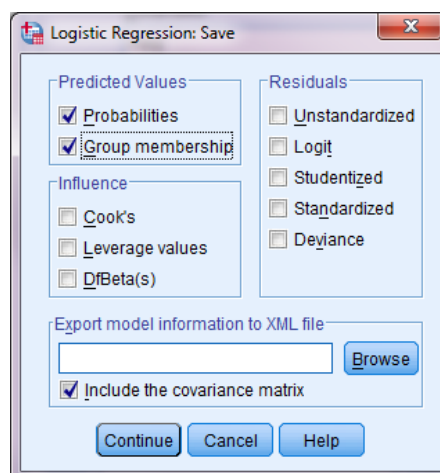 Logistic Regression: Save
X
Predicted Values
Probabilities
Group membership
Influence
Cook's
Leverage values
DfBeta(s)
Residuals
Unstandardized
Logit
Studentized
Standardized
Deviance
Export model information to XML file
Browse
Include the covariance matrix
Continue
Cancel
Help